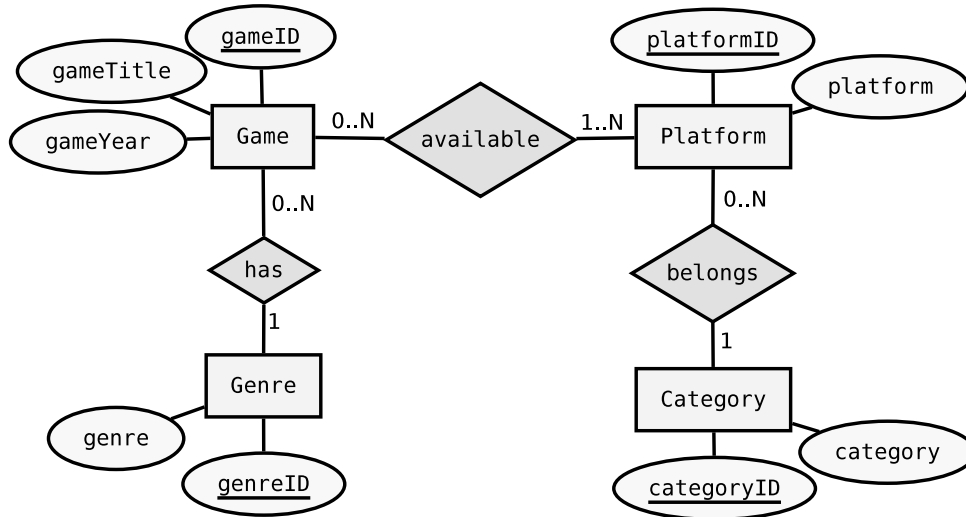 gameID
platformID
gameTitle
platform
gameYear
Game
0..N
available
1..N
Platform
0..N
0..N
has
belongs
1
1
Genre
Category
genre
category
genreID
categoryID